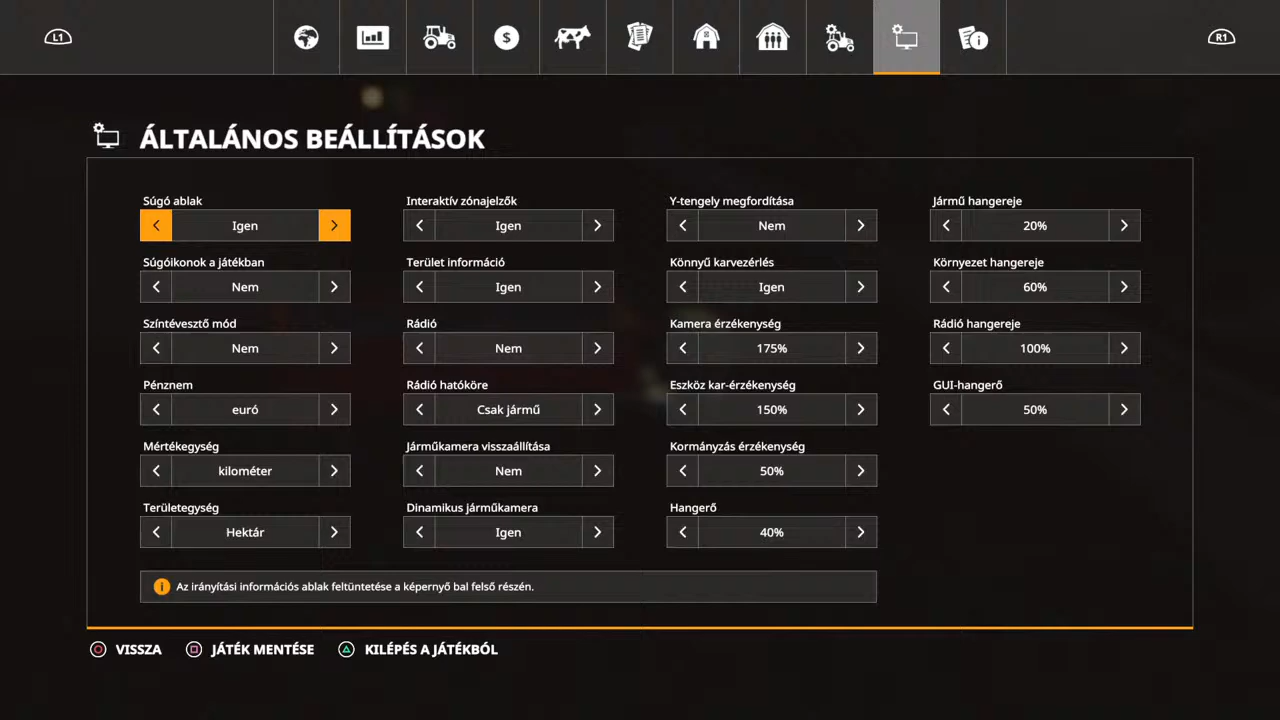 L1
R1
ÁLTALÁNOS BEÁLLÍTÁSOK
Súgó ablak
Igen
Súgóikonok a játékban
Nem
Színtévesztő mód
Nem
Pénznem
euró
Mértékegység
kilométer
Területegység
Hektár
Interaktív zónajelzők
Igen
Terület információ
Igen
Rádió
Nem
Rádió hatóköre
Csak jármű
Járműkamera visszaállítása
Nem
Dinamikus járműkamera
Igen
Y-tengely megfordítása
Nem
Könnyű karvezérlés
Igen
Kamera érzékenység
175%
Eszköz kar-érzékenység
150%
Kormányzás érzékenység
50%
Hangerő
40%
Jármű hangereje
20%
Környezet hangereje
60%
Rádió hangereje
100%
GUI-hangerő
50%
Az irányítási információs ablak feltüntetése a képernyő bal felső részén.
VISSZA JÁTÉK MENTÉSE KILÉPÉS A JÁTÉKBÓL